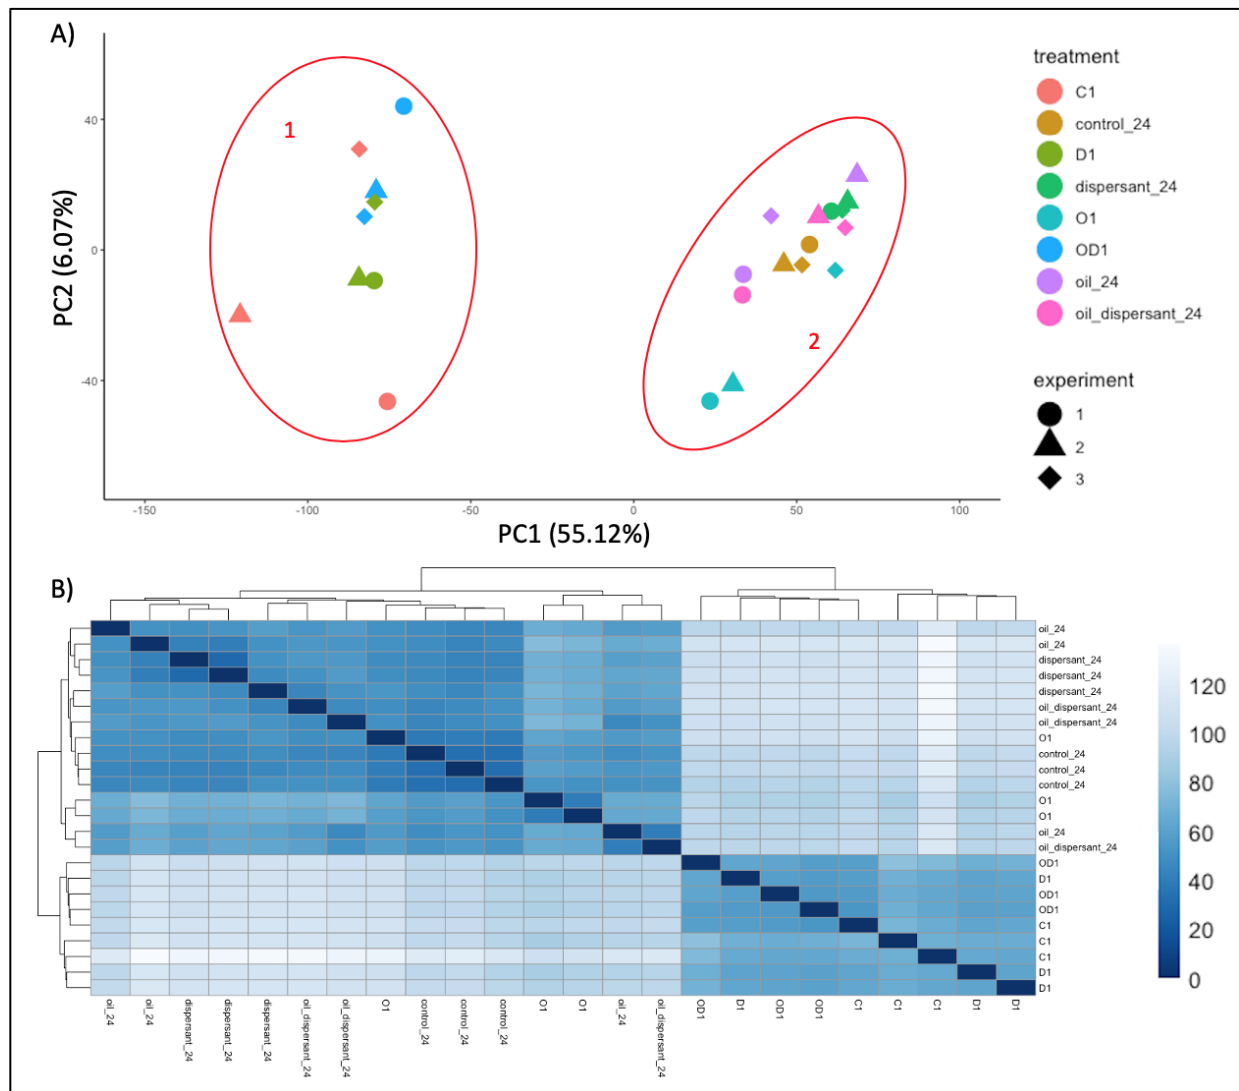 A)
PC2 (6.07%)
40
0
-40
1
2
-150
-100
-50
0
50
100
PC1 (55.12%)
treatment
C1
control_24
D1
dispersant_24
O1
OD1
oil_24
oil_dispersant_24
experiment
1
2
3
B)
oil_24
oil_24
dispersant_24
dispersant_24
dispersant_24
oil_dispersant_24
oil_dispersant_24
O1
control_24
control_24
control_24
O1
O1
oil_24
oil_dispersant_24
OD1
D1
OD1
OD1
C1
C1
C1
D1
D1
oil_24
oil_24
dispersant_24
dispersant_24
dispersant_24
oil_dispersant_24
oil_dispersant_24
O1
control_24
control_24
control_24
O1
O1
oil_24
oil_dispersant_24
OD1
D1
OD1
OD1
C1
C1
C1
D1
D1
120
100
80
60
40
20
0